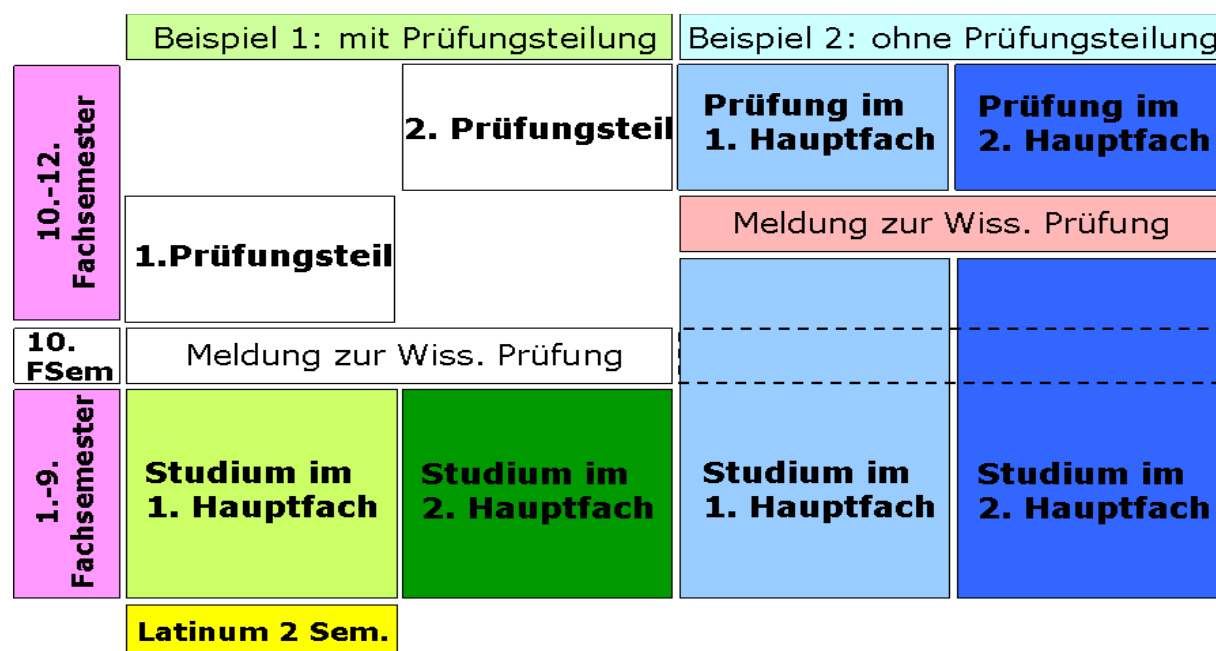 Beispiel 1: mit Prüfungsteilung
Beispiel 2: ohne Prüfungsteilung
10.-12.
Fachsemester
2. Prüfungsteil
Prüfung im
1. Hauptfach
Prüfung im
2. Hauptfach
1.Prüfungsteil
Meldung zur Wiss. Prüfung
10.
FSem
Meldung zur Wiss. Prüfung
1.-9.
Fachsemester
Studium im
1. Hauptfach
Studium im
2. Hauptfach
Studium im
1. Hauptfach
Studium im
2. Hauptfach
Latinum 2 Sem.